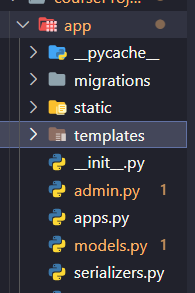 app
__pycache__
migrations
static
templates
__init__.py
admin.py 1
apps.py
models.py 1
serializers.py